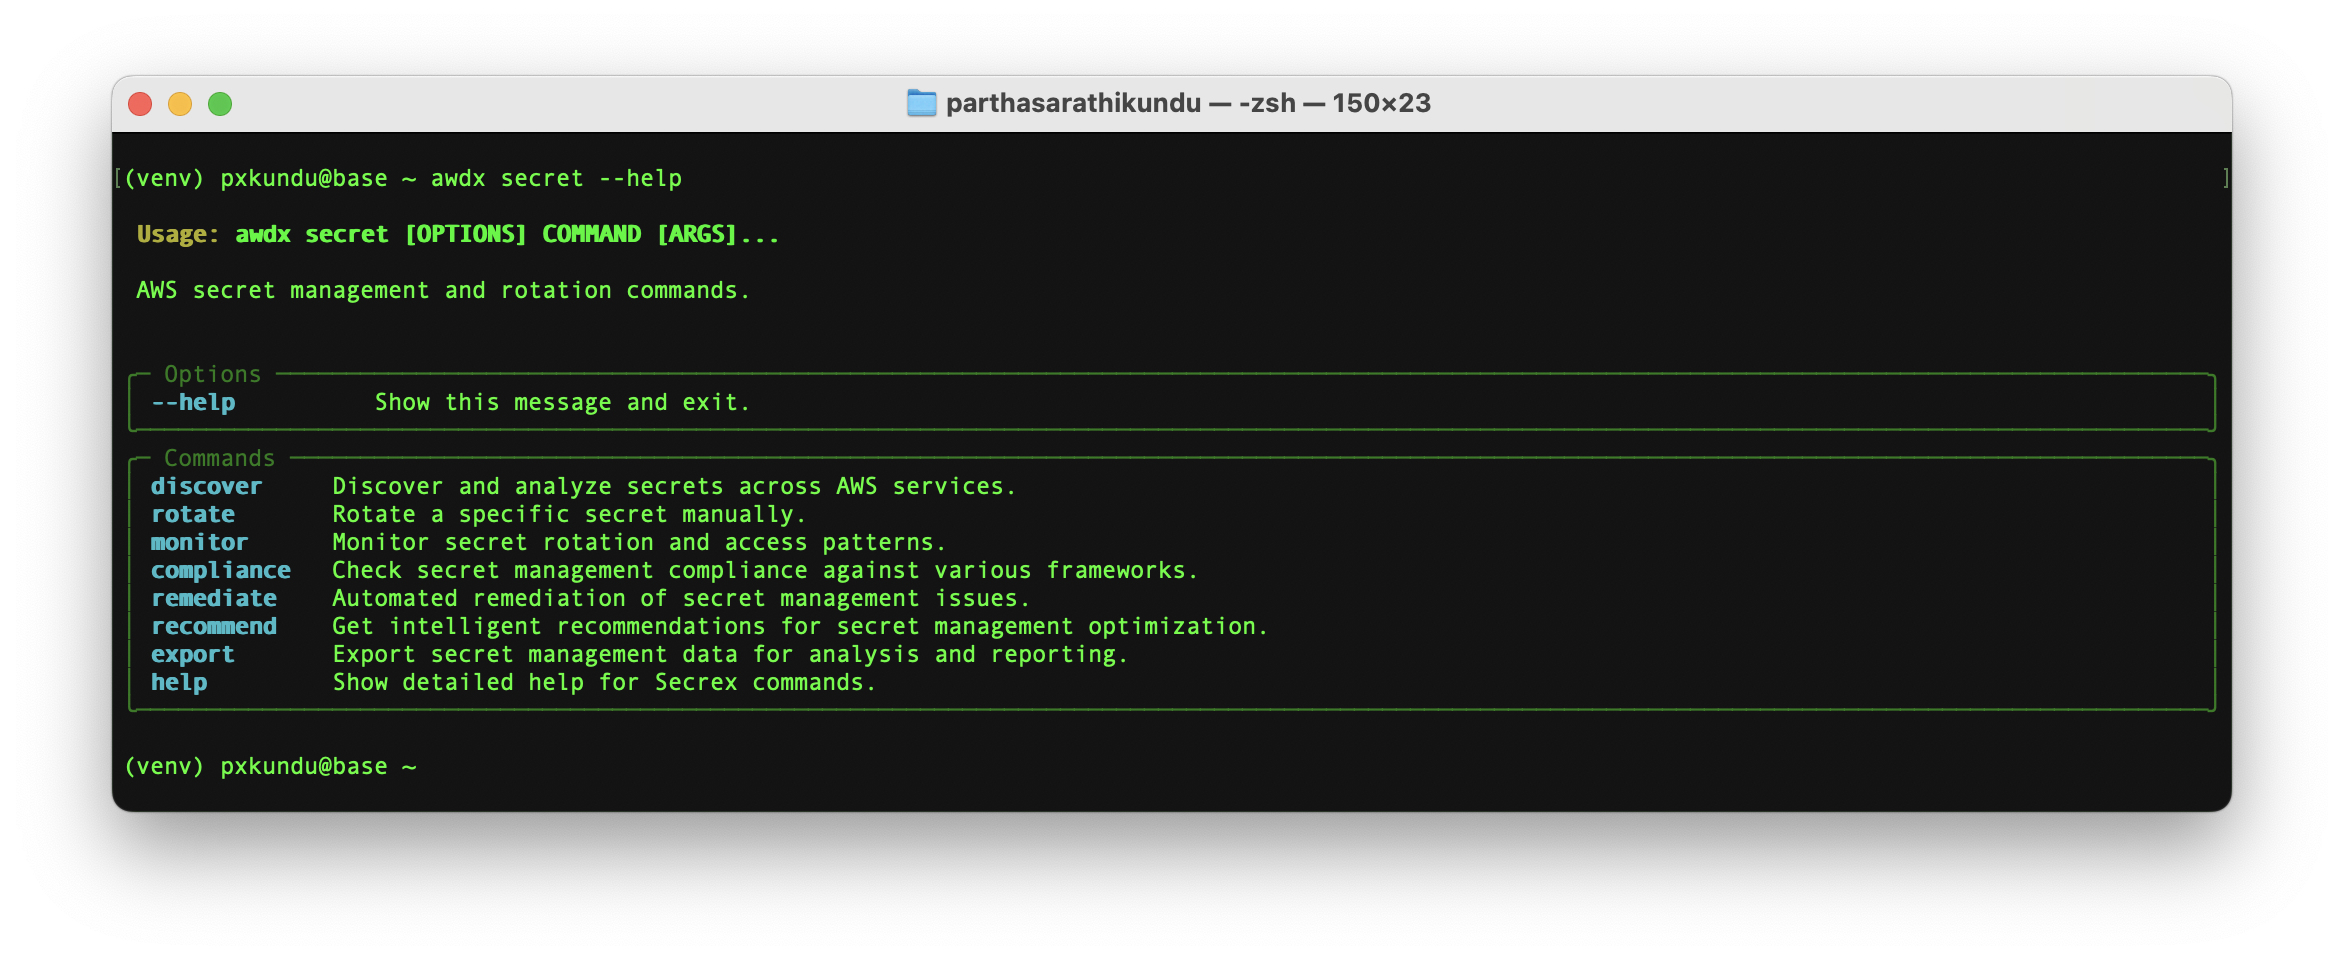 parthasarathikundu — -zsh — 150×23
[(venv) pxkundu@base ~ awdx secret --help ]
Usage: awdx secret [OPTIONS] COMMAND [ARGS]...
AWS secret management and rotation commands.
Options
--help Show this message and exit.
Commands
discover Discover and analyze secrets across AWS services.
rotate Rotate a specific secret manually.
monitor Monitor secret rotation and access patterns.
compliance Check secret management compliance against various frameworks.
remediate Automated remediation of secret management issues.
recommend Get intelligent recommendations for secret management optimization.
export Export secret management data for analysis and reporting.
help Show detailed help for Secrex commands.
(venv) pxkundu@base ~